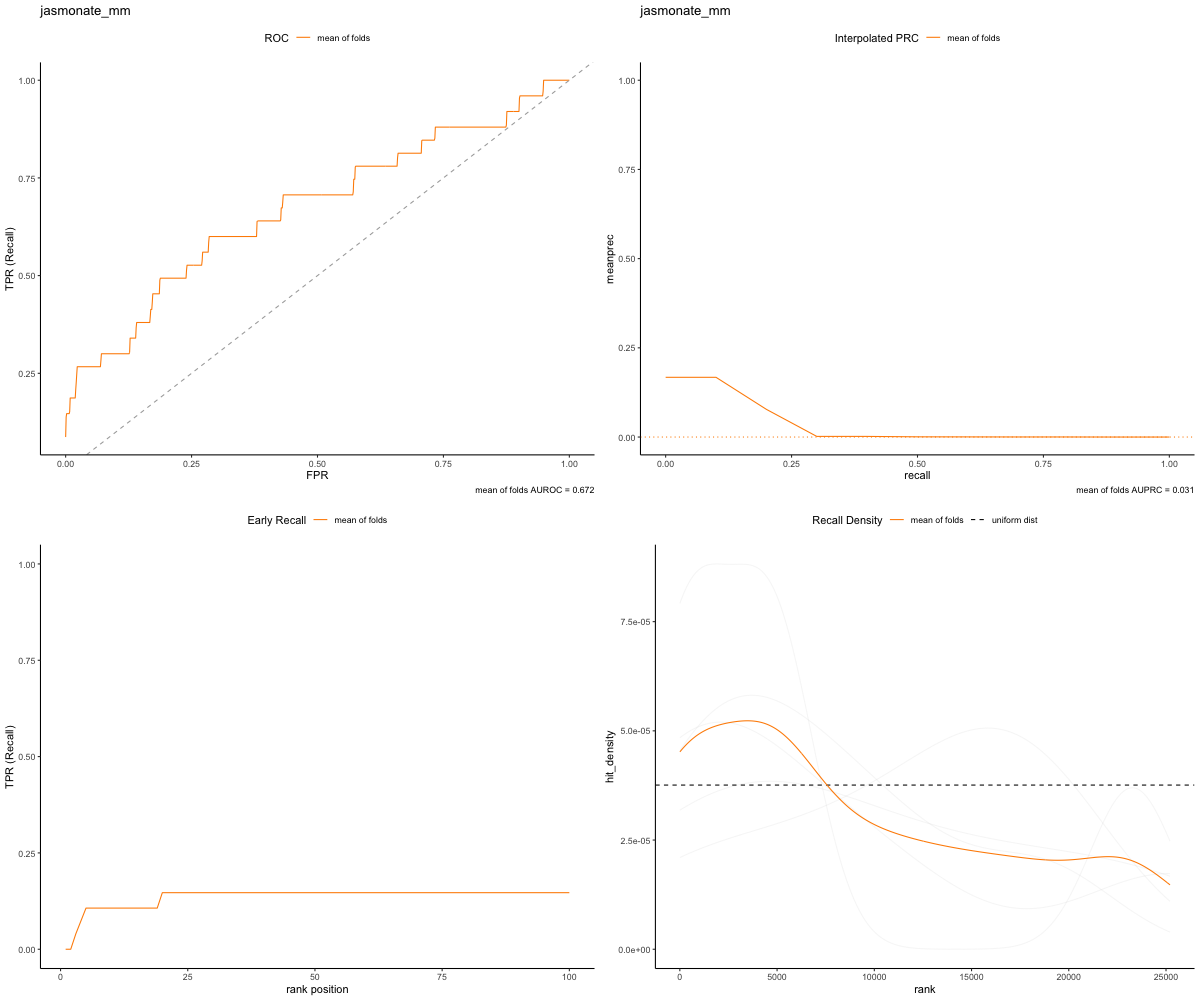 jasmonate_mm
ROC mean of folds
1.00
0.75
0.50
0.25
TPR (Recall)
0.00 0.25 0.50 0.75 1.00
FPR
mean of folds AUROC = 0.672
jasmonate_mm
Interpolated PRC mean of folds
1.00
0.75
0.50
0.25
0.00
meanprec
0.00 0.25 0.50 0.75 1.00
recall
mean of folds AUPRC = 0.031
Early Recall mean of folds
1.00
0.75
0.50
0.25
0.00
TPR (Recall)
0 25 50 75 100
rank position
Recall Density mean of folds uniform dist
7.5e-05
5.0e-05
2.5e-05
0.0e+00
hit_density
0 5000 10000 15000 20000 25000
rank